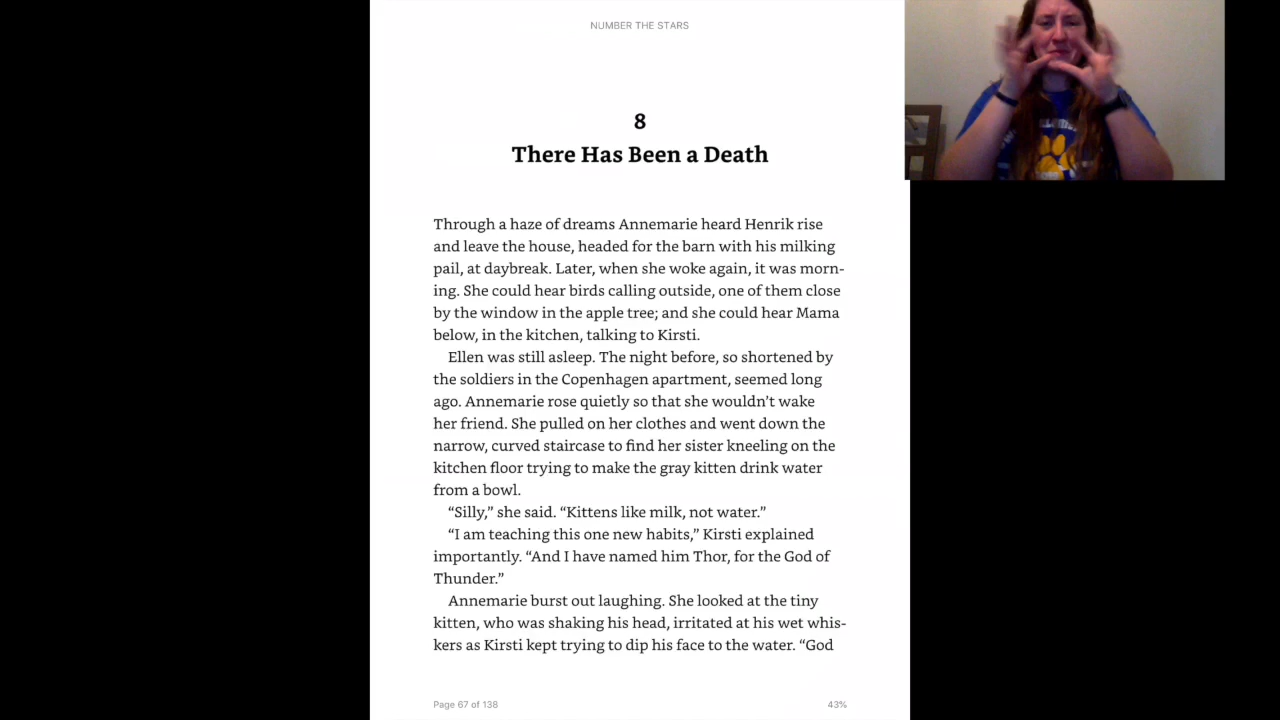 NUMBER THE STARS
8
There Has Been a Death
Through a haze of dreams Annemarie heard Henrik rise
and leave the house, headed for the barn with his milking
pail, at daybreak. Later, when she woke again, it was morn-
ing. She could hear birds calling outside, one of them close
by the window in the apple tree; and she could hear Mama
below, in the kitchen, talking to Kirsti.
Ellen was still asleep. The night before, so shortened by
the soldiers in the Copenhagen apartment, seemed long
ago. Annemarie rose quietly so that she wouldn’t wake
her friend. She pulled on her clothes and went down the
narrow, curved staircase to find her sister kneeling on the
kitchen floor trying to make the gray kitten drink water
from a bowl.
“Silly,” she said. “Kittens like milk, not water.”
“I am teaching this one new habits,” Kirsti explained
importantly. “And I have named him Thor, for the God of
Thunder.”
Annemarie burst out laughing. She looked at the tiny
kitten, who was shaking his head, irritated at his wet whis-
kers as Kirsti kept trying to dip his face to the water. “God
Page 67 of 138
43%